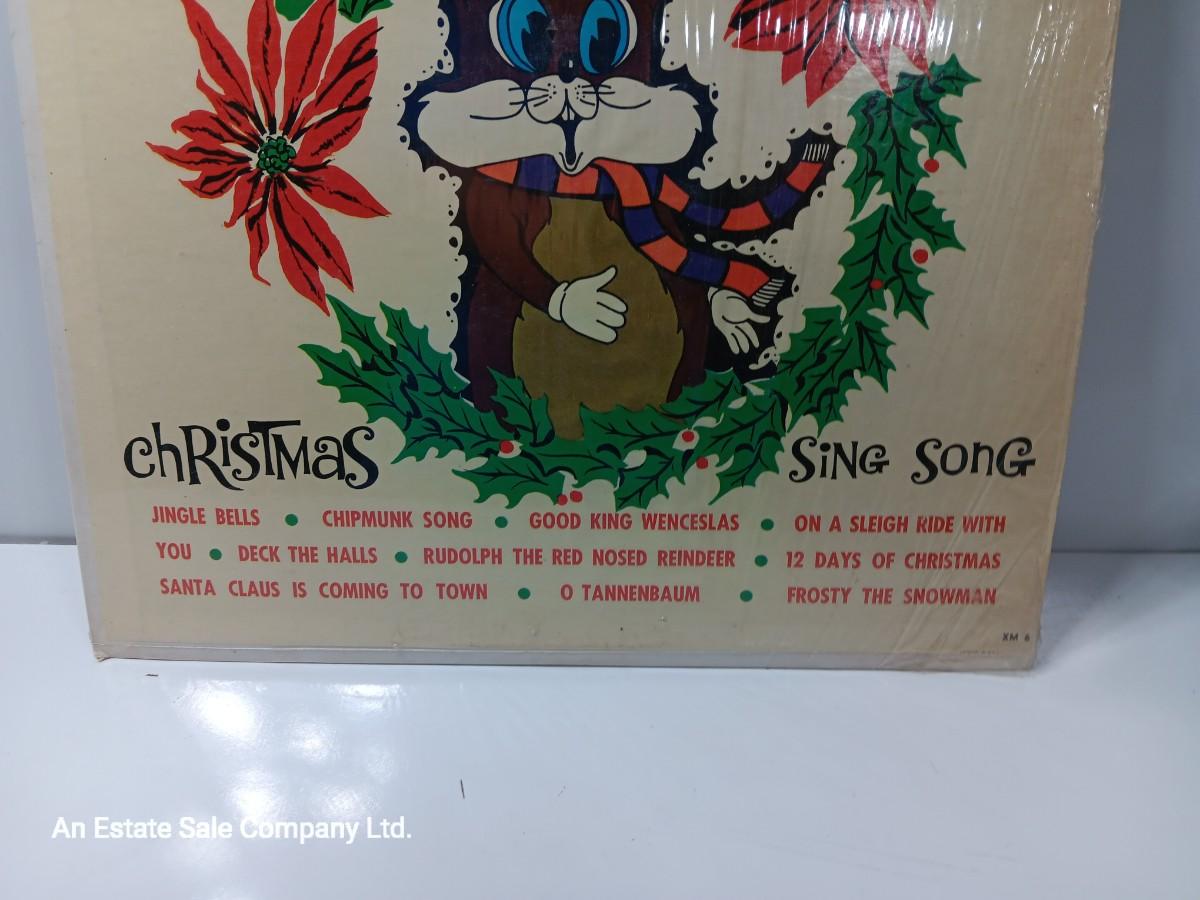 chRiSTMaS SiNG SonG
JINGLE BELLS • CHIPMUNK SONG • GOOD KING WENCESLAS • ON A SLEIGH RIDE WITH
YOU • DECK THE HALLS • RUDOLPH THE RED NOSED REINDEER • 12 DAYS OF CHRISTMAS
SANTA CLAUS IS COMING TO TOWN • O TANNENBAUM • FROSTY THE SNOWMAN
XM 6
An Estate Sale Company Ltd.